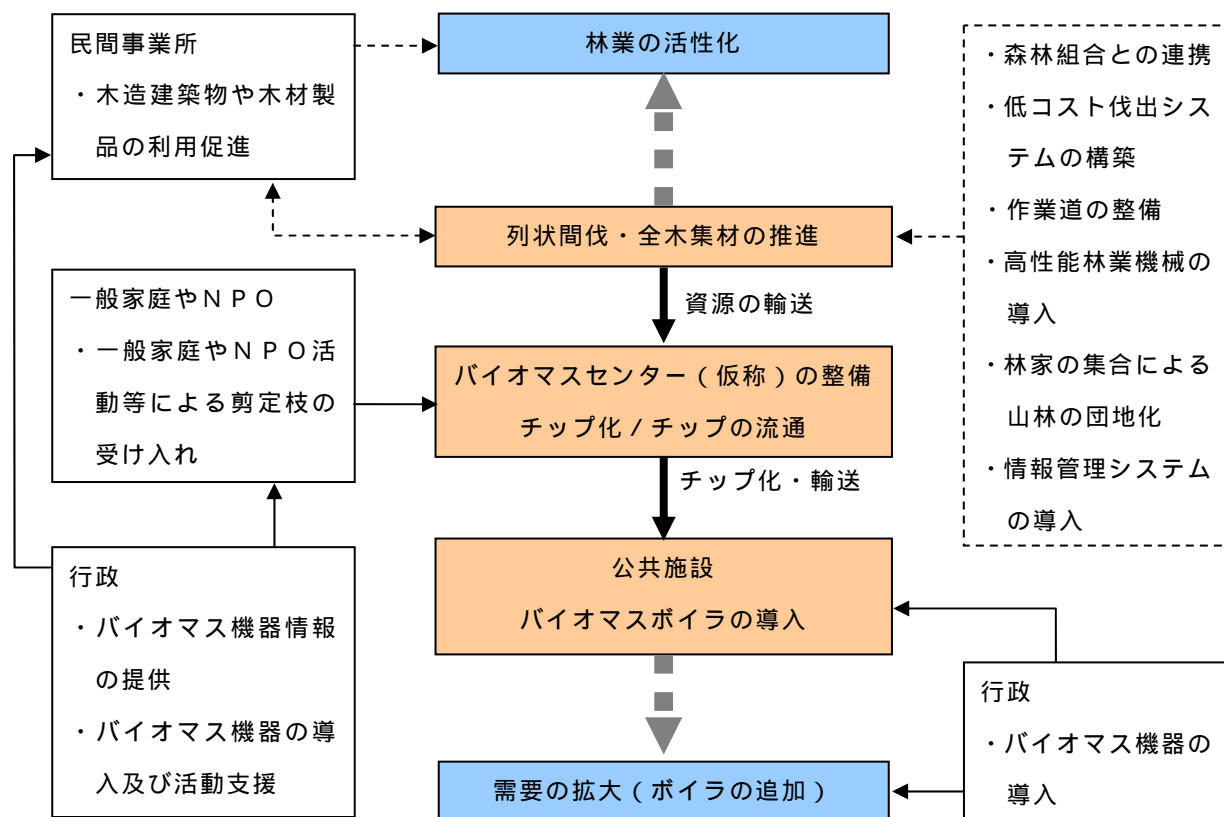 民間事業所
・木造建築物や木材製
品の利用促進
林業の活性化
・森林組合との連携
・低コスト伐出シス
テムの構築
・作業道の整備
・高性能林業機械の
導入
・林家の集合による
山林の団地化
・情報管理システム
の導入
列状間伐・全木集材の推進
資源の輸送
一般家庭やＮＰＯ
・一般家庭やＮＰＯ活
動等による剪定枝の
受け入れ
バイオマスセンター（仮称）の整備
チップ化／チップの流通
チップ化・輸送
公共施設
バイオマスボイラの導入
行政
・バイオマス機器情報
の提供
・バイオマス機器の導
入及び活動支援
行政
・バイオマス機器の
導入
需要の拡大（ボイラの追加）